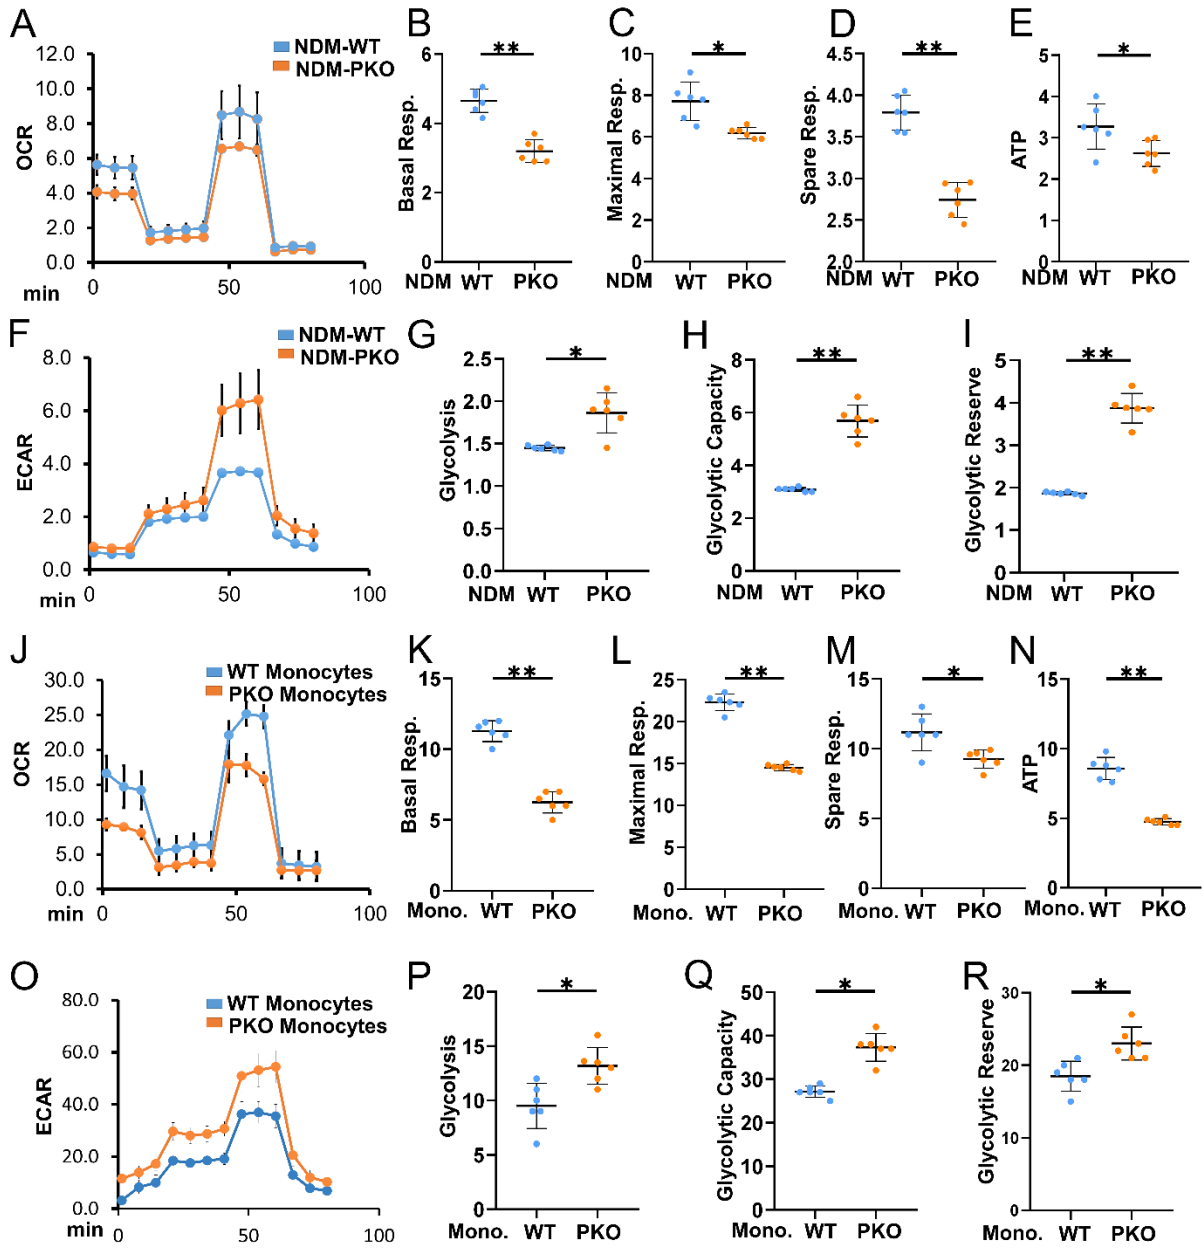 A
NDM-WT
NDM-PKO
12.0
10.0
8.0
6.0
4.0
2.0
0.0
OCR
min
0
50
100
B
**
6
4
2
0
Basal Resp.
NDM WT PKO
C
*
10
8
6
4
2
0
Maximal Resp.
NDM WT PKO
D
**
4.5
4.0
3.5
3.0
2.5
2.0
Spare Resp.
NDM WT PKO
E
*
5
4
3
2
1
0
ATP
NDM WT PKO
F
NDM-WT
NDM-PKO
8.0
6.0
4.0
2.0
0.0
ECAR
min
0
50
100
G
*
2.5
2.0
1.5
1.0
0.5
0.0
Glycolysis
NDM WT PKO
H
**
8
6
4
2
0
Glycolytic Capacity
NDM WT PKO
I
**
5
4
3
2
1
0
Glycolytic Reserve
NDM WT PKO
J
WT Monocytes
PKO Monocytes
30.0
25.0
20.0
15.0
10.0
5.0
0.0
OCR
min
0
50
100
K
**
15
10
5
0
Basal Resp.
Mono. WT PKO
L
**
25
20
15
10
5
0
Maximal Resp.
Mono. WT PKO
M
*
15
10
5
0
Spare Resp.
Mono. WT PKO
N
**
15
10
5
0
ATP
Mono. WT PKO
O
WT Monocytes
PKO Monocytes
80.0
60.0
40.0
20.0
0.0
ECAR
min
0
50
100
P
*
20
15
10
5
0
Glycolysis
Mono. WT PKO
Q
*
50
40
30
20
10
0
Glycolytic Capacity
Mono. WT PKO
R
*
30
20
10
0
Glycolytic Reserve
Mono. WT PKO